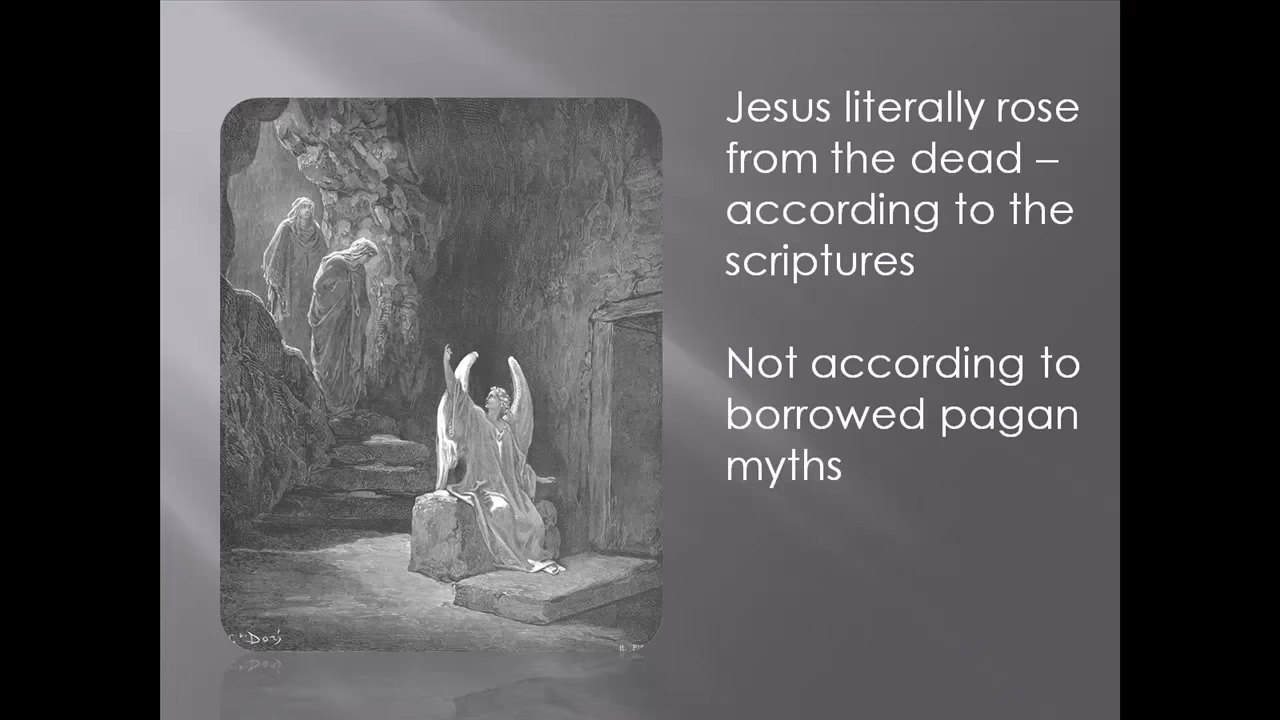 Jesus literally rose
from the dead –
according to the
scriptures
Not according to
borrowed pagan
myths